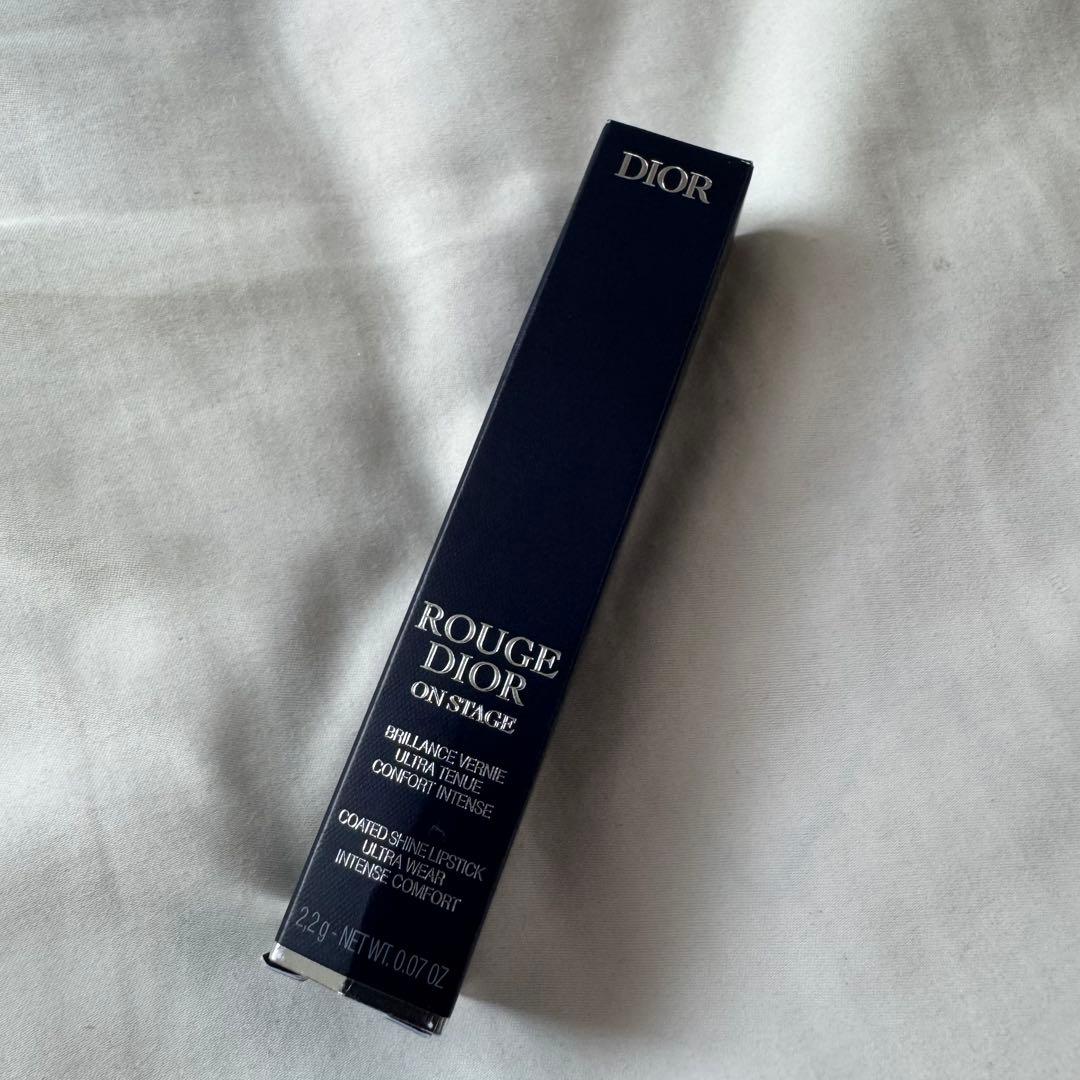 DIOR
ROUGE
DIOR
ON STAGE
BRILLANCE VERNIE
ULTRA TENUE
CONFORT INTENSE
COATED SHINE LIPSTICK
ULTRA WEAR
INTENSE COMFORT
2,2 g - NET WT. 0.07 OZ